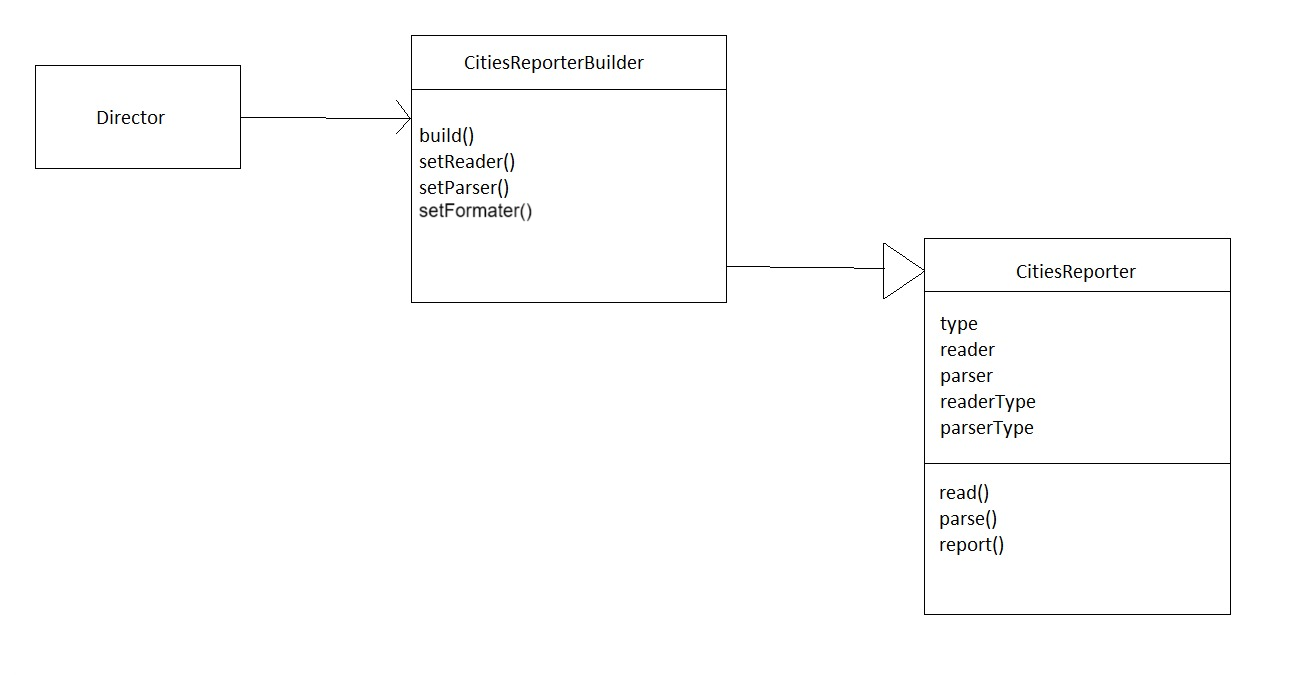 Director
CitiesReporterBuilder
build()
setReader()
setParser()
setFormater()
CitiesReporter
type
reader
parser
readerType
parserType
read()
parse()
report()